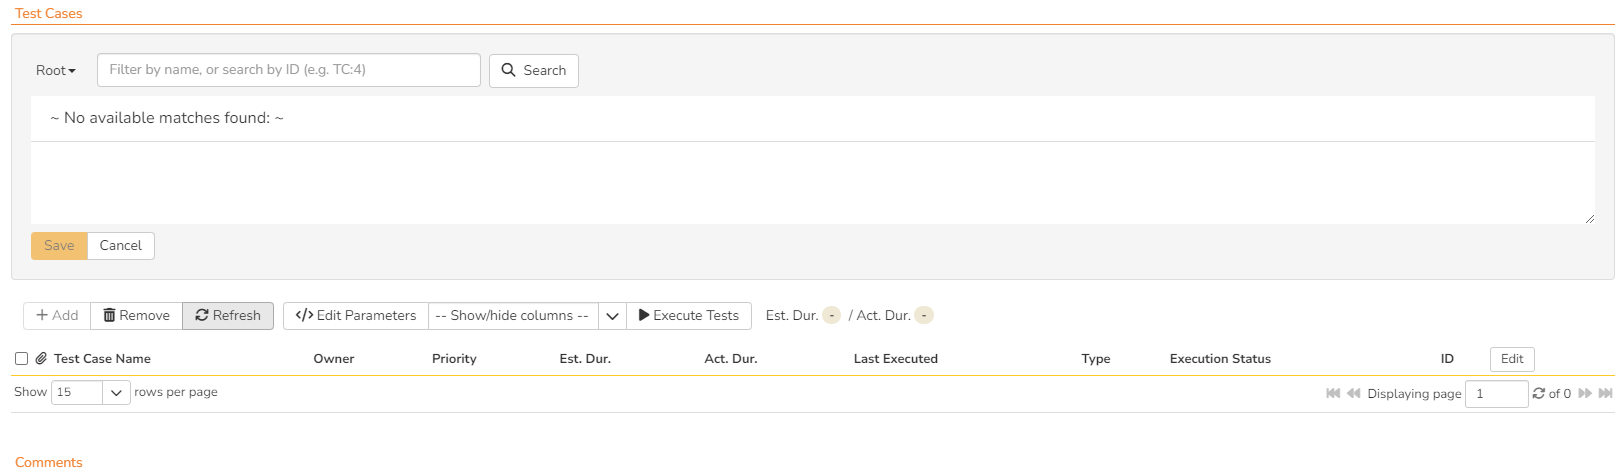 Test Cases
Root Filter by name, or search by ID (e.g. TC:4) Search
~ No available matches found: ~
Save Cancel
Add Remove Refresh Edit Parameters -- Show/hide columns -- Execute Tests Est. Dur. - / Act. Dur. -
Test Case Name Owner Priority Est. Dur. Act. Dur. Last Executed Type Execution Status ID Edit
Show 15 rows per page Displaying page 1 of 0
Comments